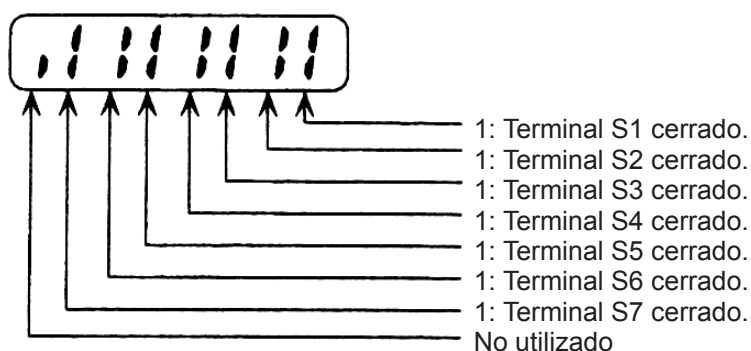 1: Terminal S1 cerrado.
1: Terminal S2 cerrado.
1: Terminal S3 cerrado.
1: Terminal S4 cerrado.
1: Terminal S5 cerrado.
1: Terminal S6 cerrado.
1: Terminal S7 cerrado.
No utilizado